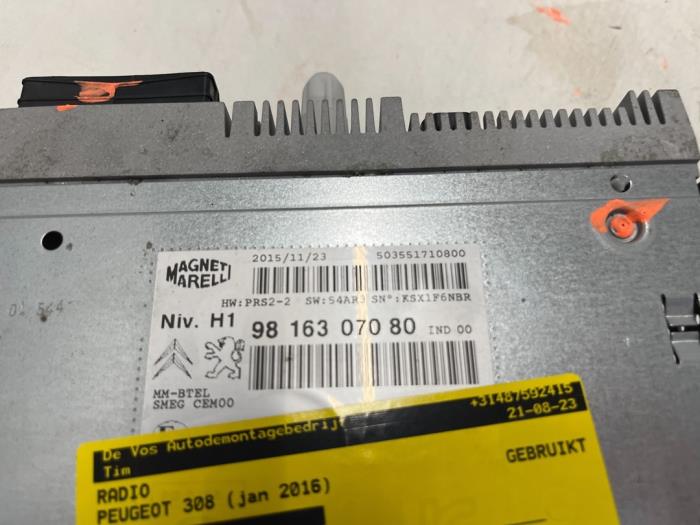 2015/11/23 503551710800
MAGNETI
MARELLI
HW:PRS2-2 SW:54AR3 SN°:KSX1F6NBR
Niv. H1 98 163 070 80 IND 00
MM-BTEL
SMEG CEM00
+31487592415
21-08-23
De Vos Autodemontagebedrijf
Tim
GEBRUIKT
RADIO
PEUGEOT 308 (jan 2016)